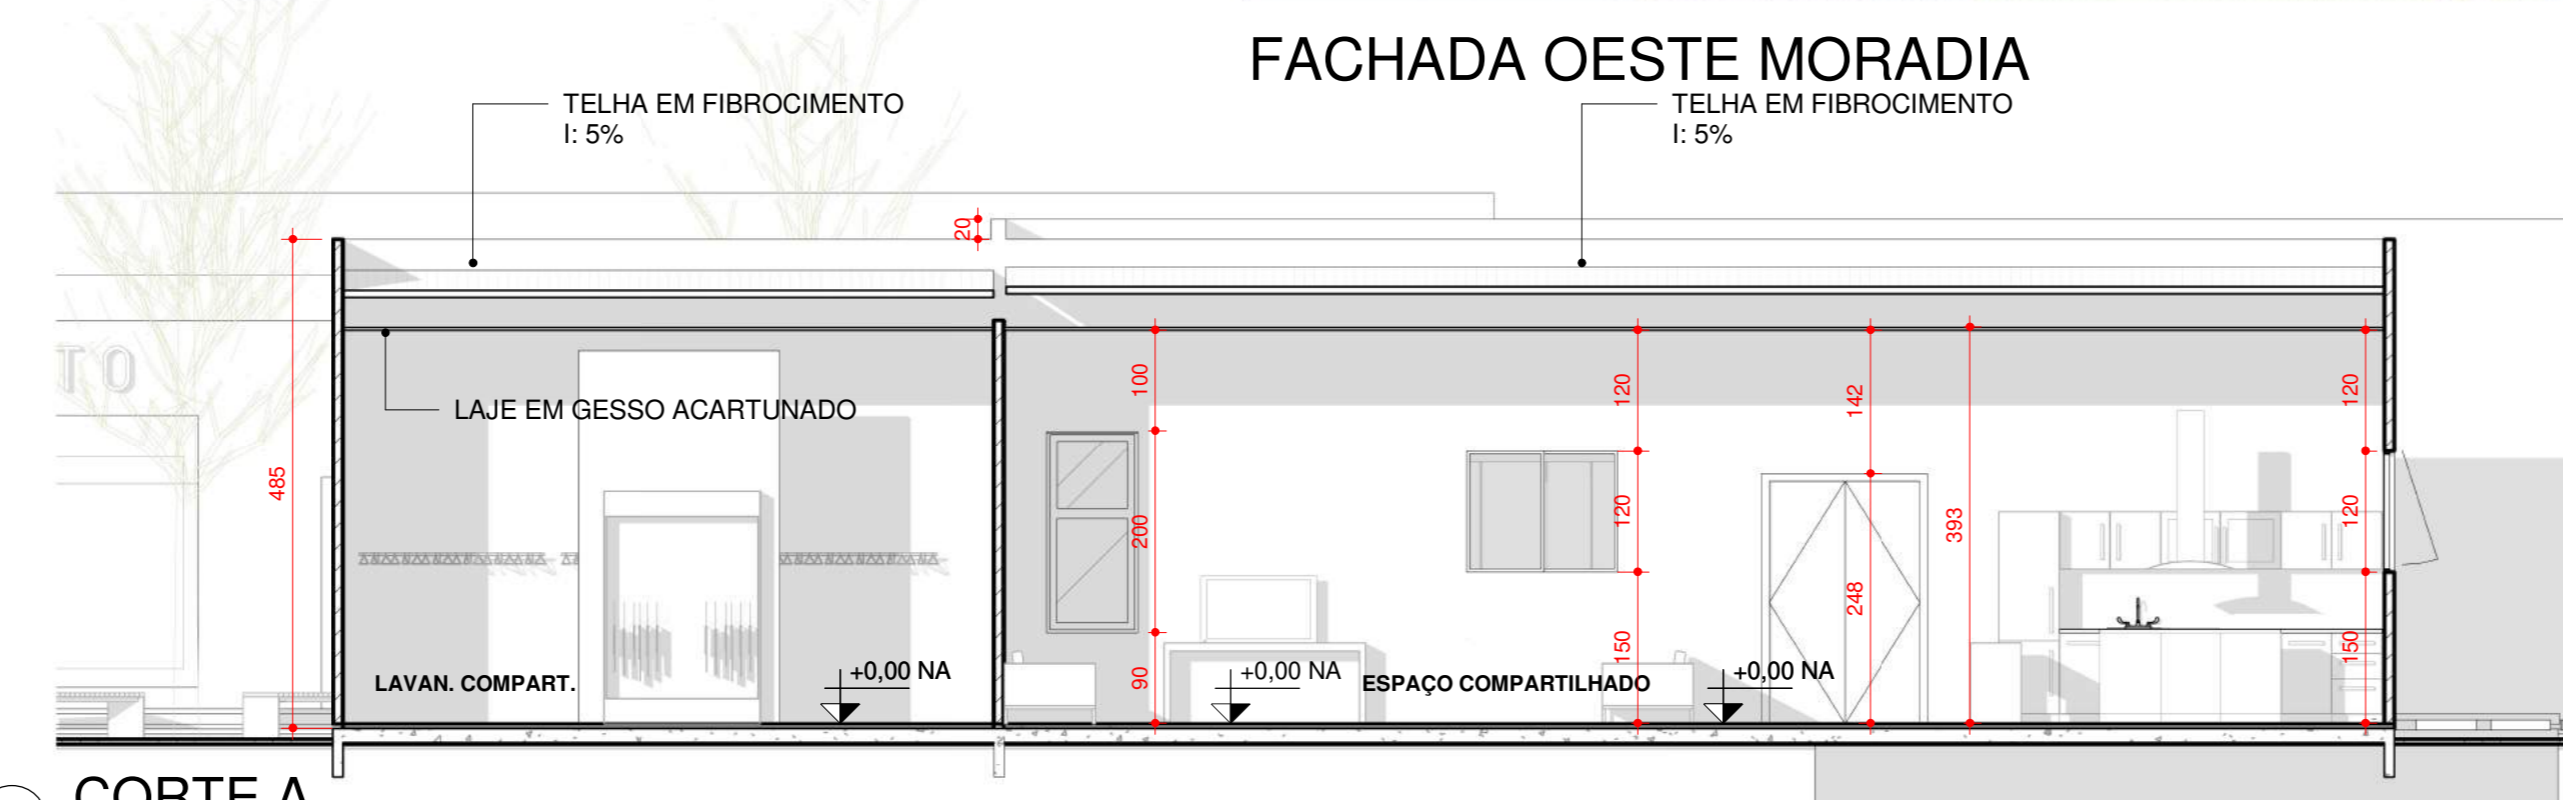 FACHADA OESTE MORADIA
TELHA EM FIBROCIMENTO
I: 5%
TELHA EM FIBROCIMENTO
I: 5%
20
TO
LAJE EM GESSO ACARTUNADO
485
100
200
90
120
120
150
142
248
393
120
120
150
LAVAN. COMPART.
+0,00 NA
+0,00 NA
ESPAÇO COMPARTILHADO
+0,00 NA
CORTE A